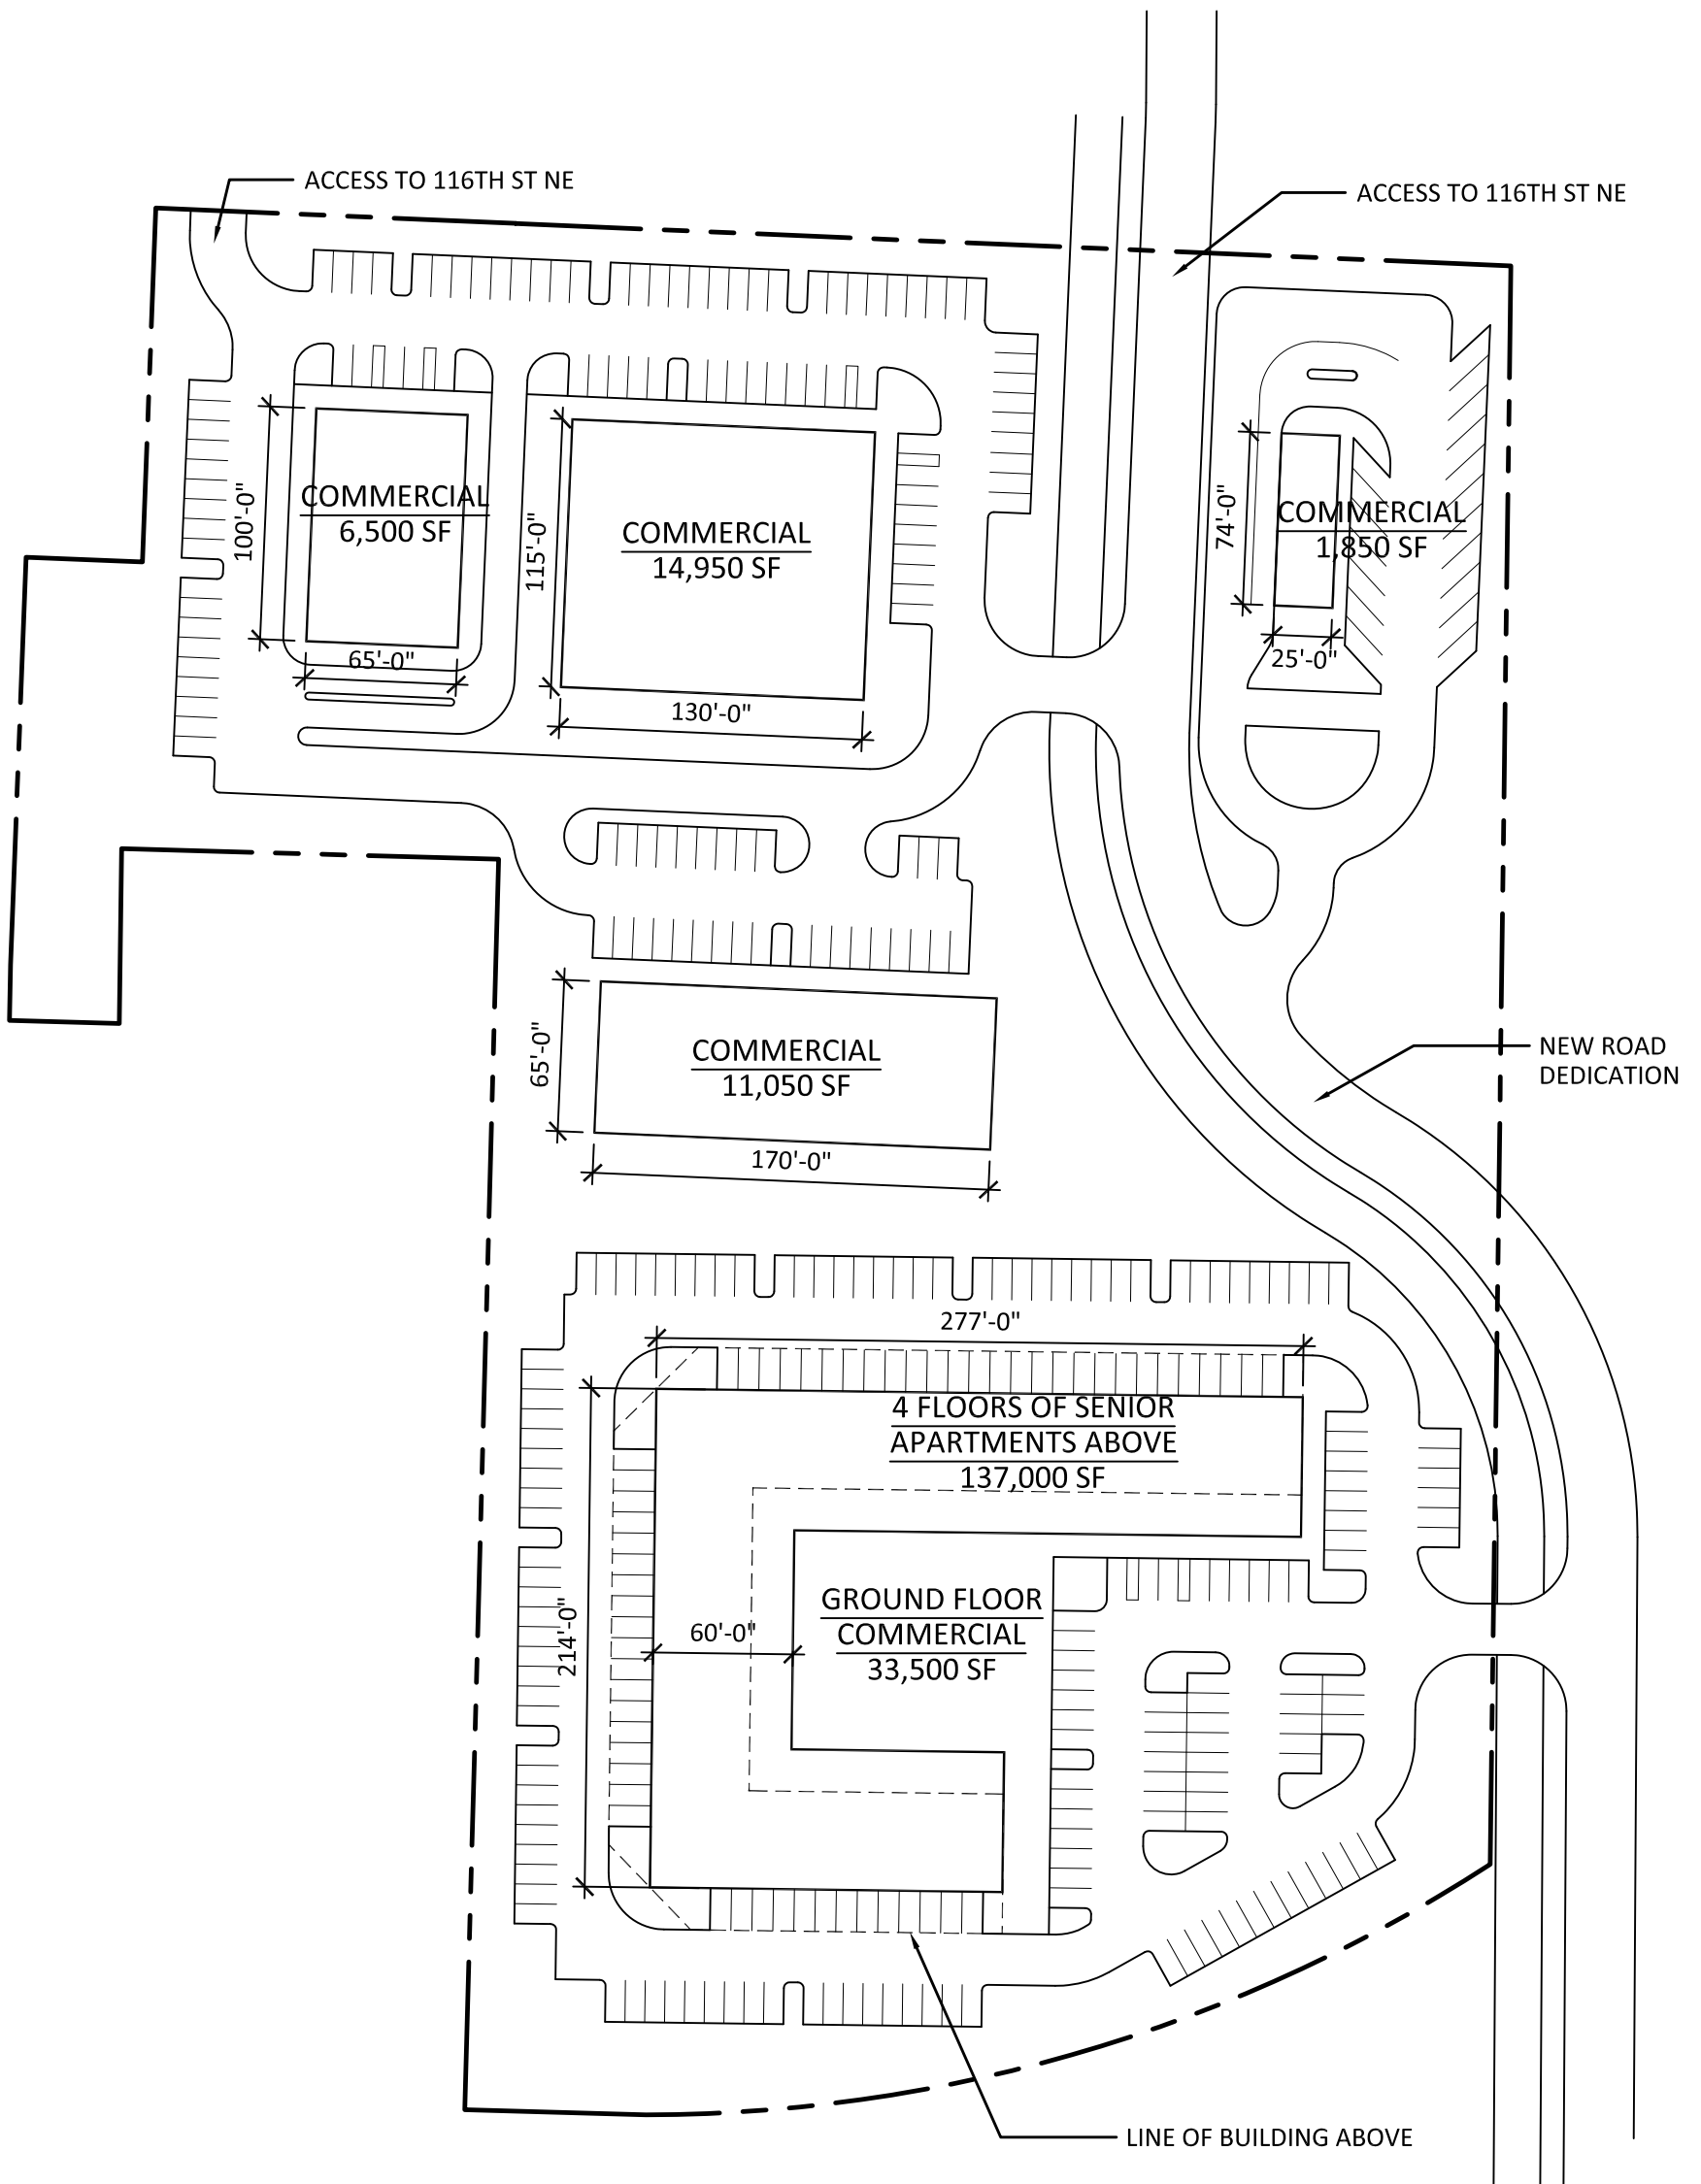 ACCESS TO 116TH ST NE
ACCESS TO 116TH ST NE
COMMERCIAL
6,500 SF
100'-0"
65'-0"
COMMERCIAL
14,950 SF
115'-0"
130'-0"
COMMERCIAL
1,850 SF
74'-0"
25'-0"
COMMERCIAL
11,050 SF
65'-0"
170'-0"
NEW ROAD
DEDICATION
277'-0"
4 FLOORS OF SENIOR
APARTMENTS ABOVE
137,000 SF
GROUND FLOOR
COMMERCIAL
33,500 SF
60'-0"
214'-0"
LINE OF BUILDING ABOVE